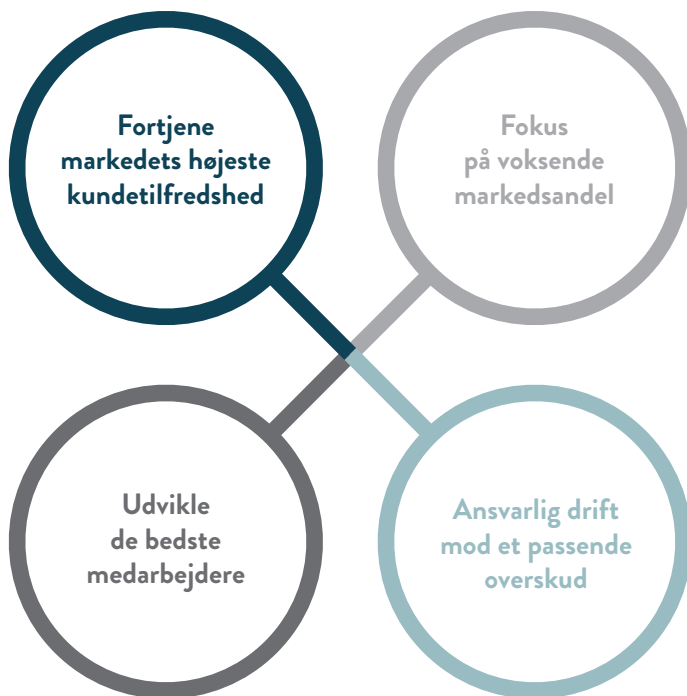 Fortjene
markedets højeste
kundetilfredshed
Fokus
på voksende
markedsandel
Udvikle
de bedste
medarbejdere
Ansvarlig drift
mod et passende
overskud